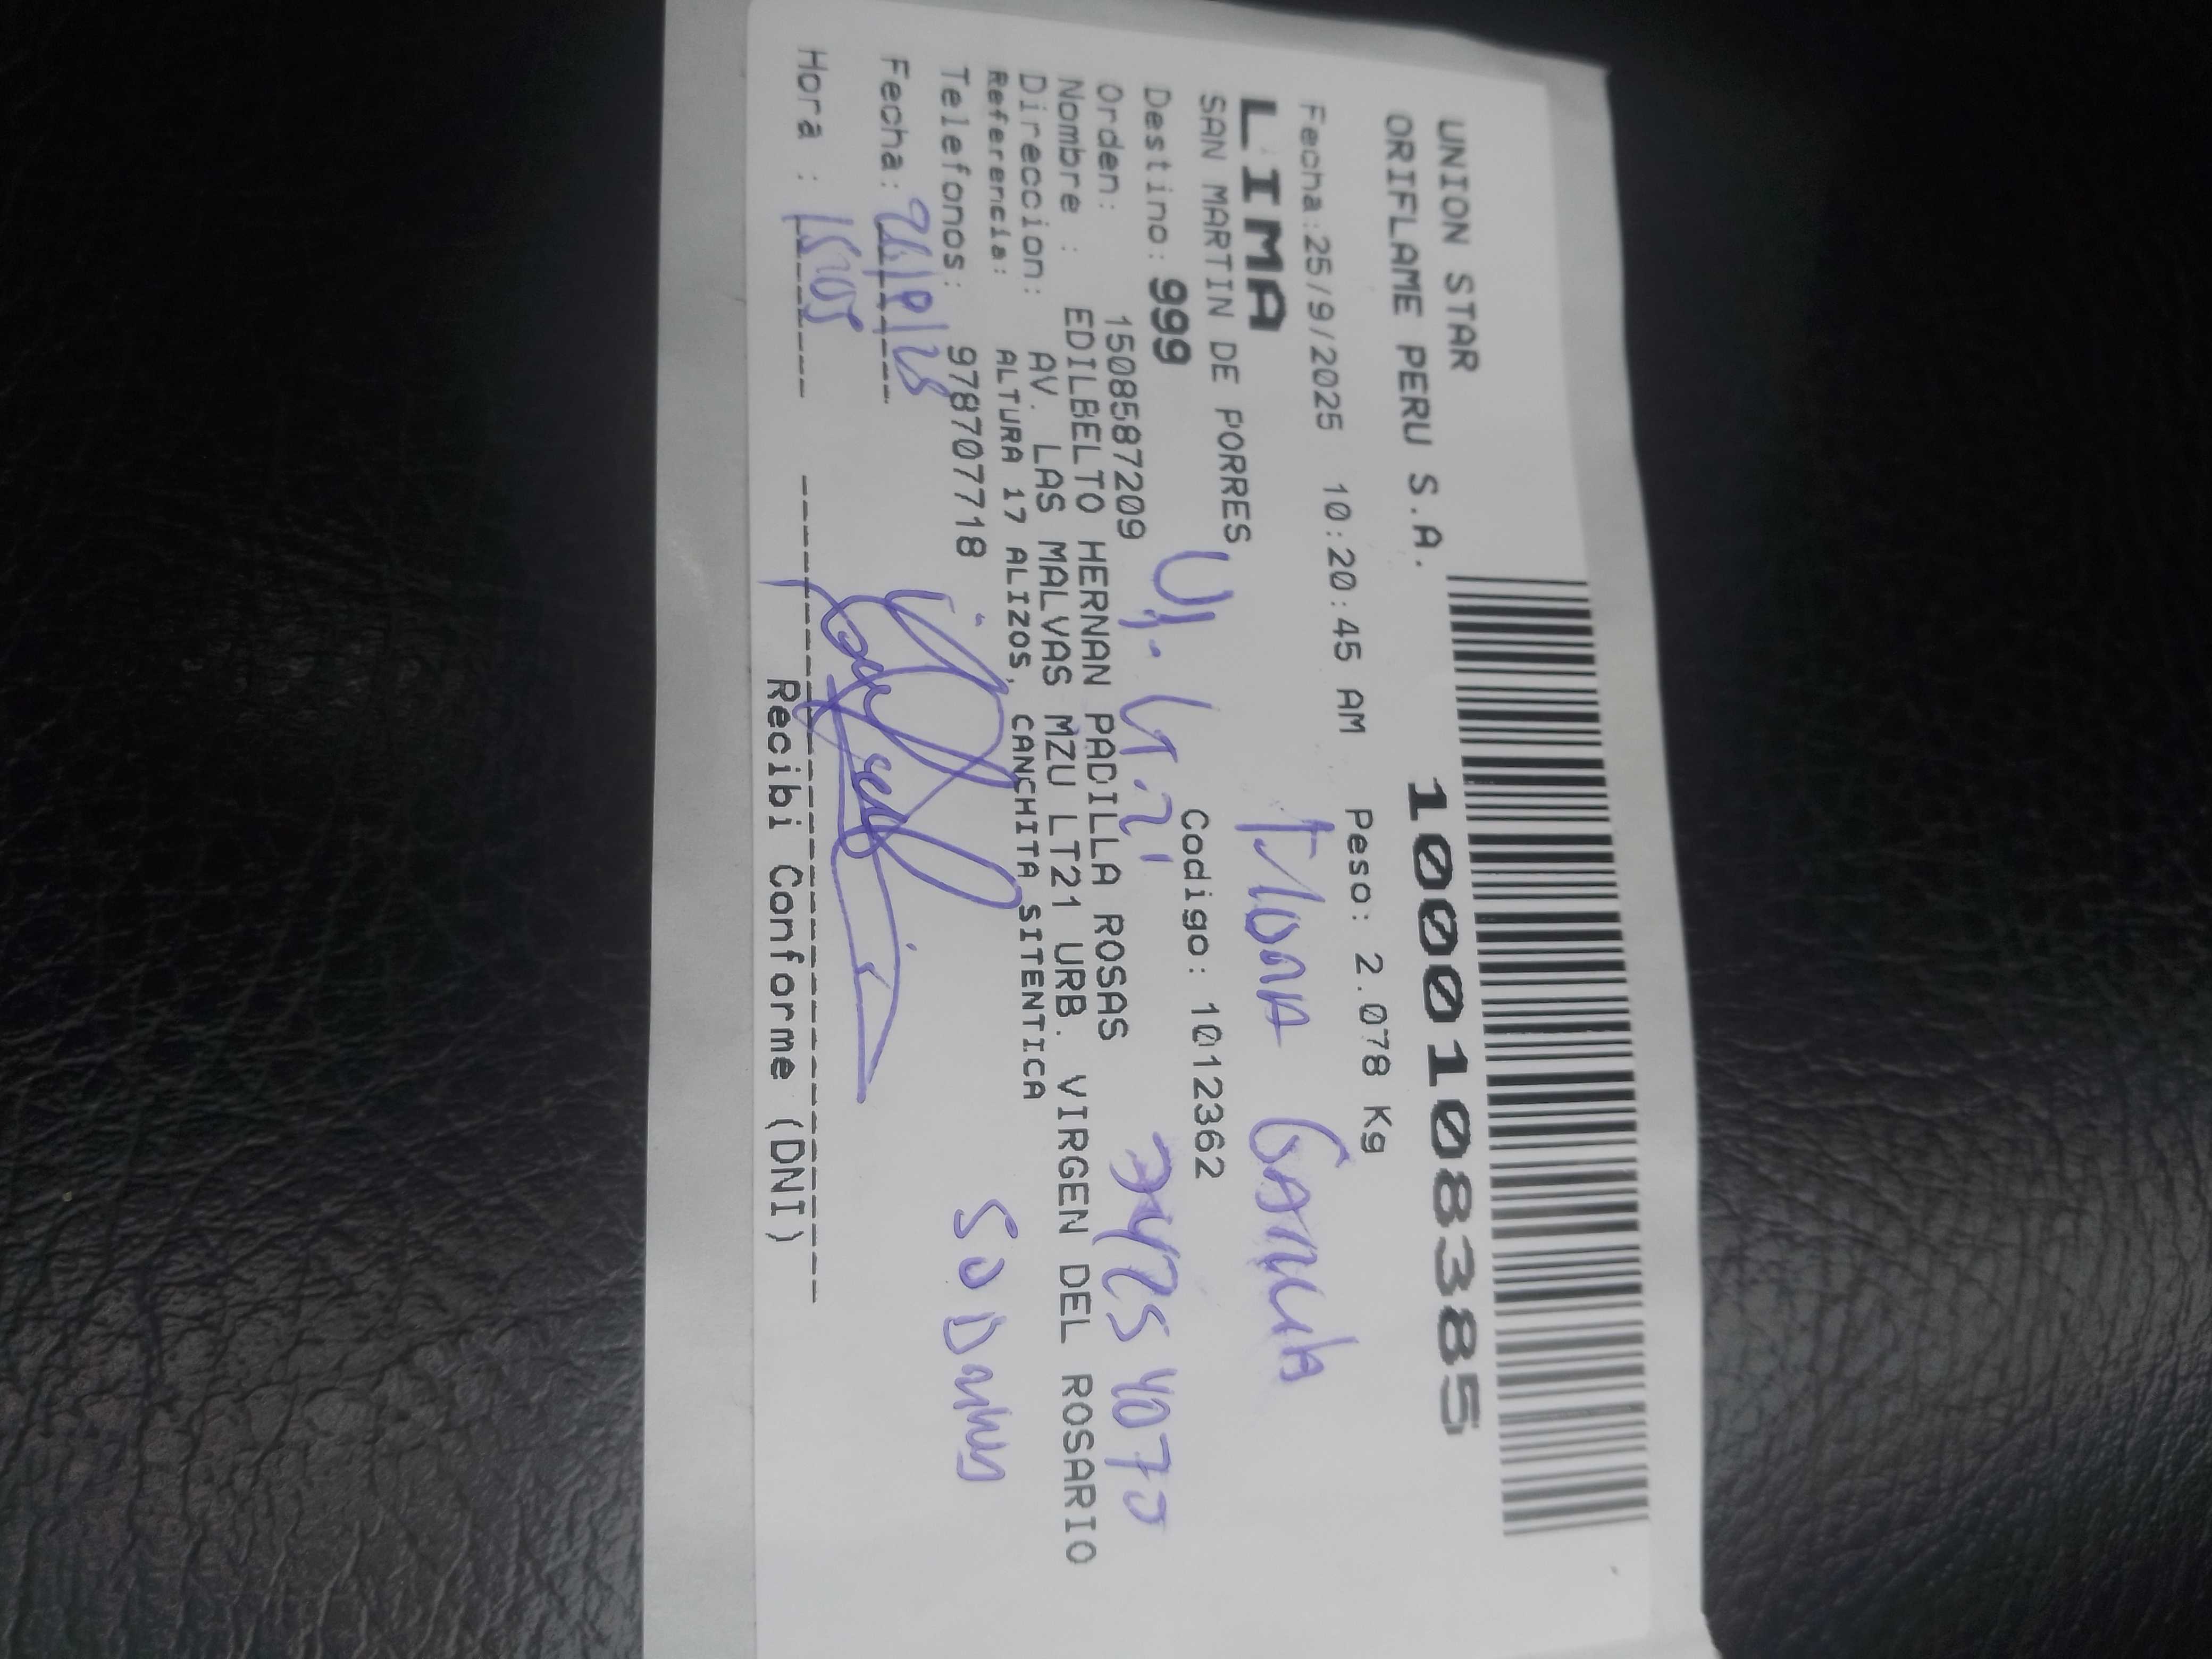 UNION STAR
ORIFLAME PERU S.A.
10001083385
Fecha:25/9/2025 10:20:45 AM Peso: 2.078 Kg
LIMA
SAN MARTIN DE PORRES
Destino: 999 Codigo: 1012362
Orden: 1508587209
Nombre : EDILBELTO HERNAN PADILLA ROSAS
Direccion: AV. LAS MALVAS MZU LT21 URB. VIRGEN DEL ROSARIO
Referencia: ALTURA 17 ALIZOS, CANCHITA SITENTICA
Telefonos: 978707718
Fecha:
Hora :
Recibi Conforme (DNI)